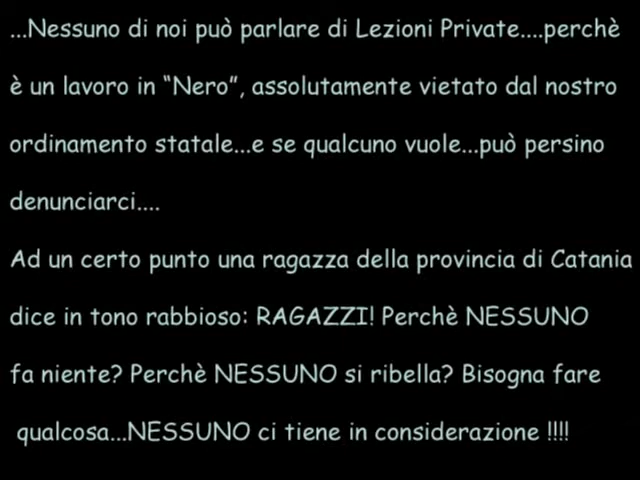 ...Nessuno di noi può parlare di Lezioni Private....perchè
è un lavoro in “Nero”, assolutamente vietato dal nostro
ordinamento statale...e se qualcuno vuole...può persino
denunciarci....
Ad un certo punto una ragazza della provincia di Catania
dice in tono rabbioso: RAGAZZI! Perchè NESSUNO
fa niente? Perchè NESSUNO si ribella? Bisogna fare
qualcosa...NESSUNO ci tiene in considerazione !!!!